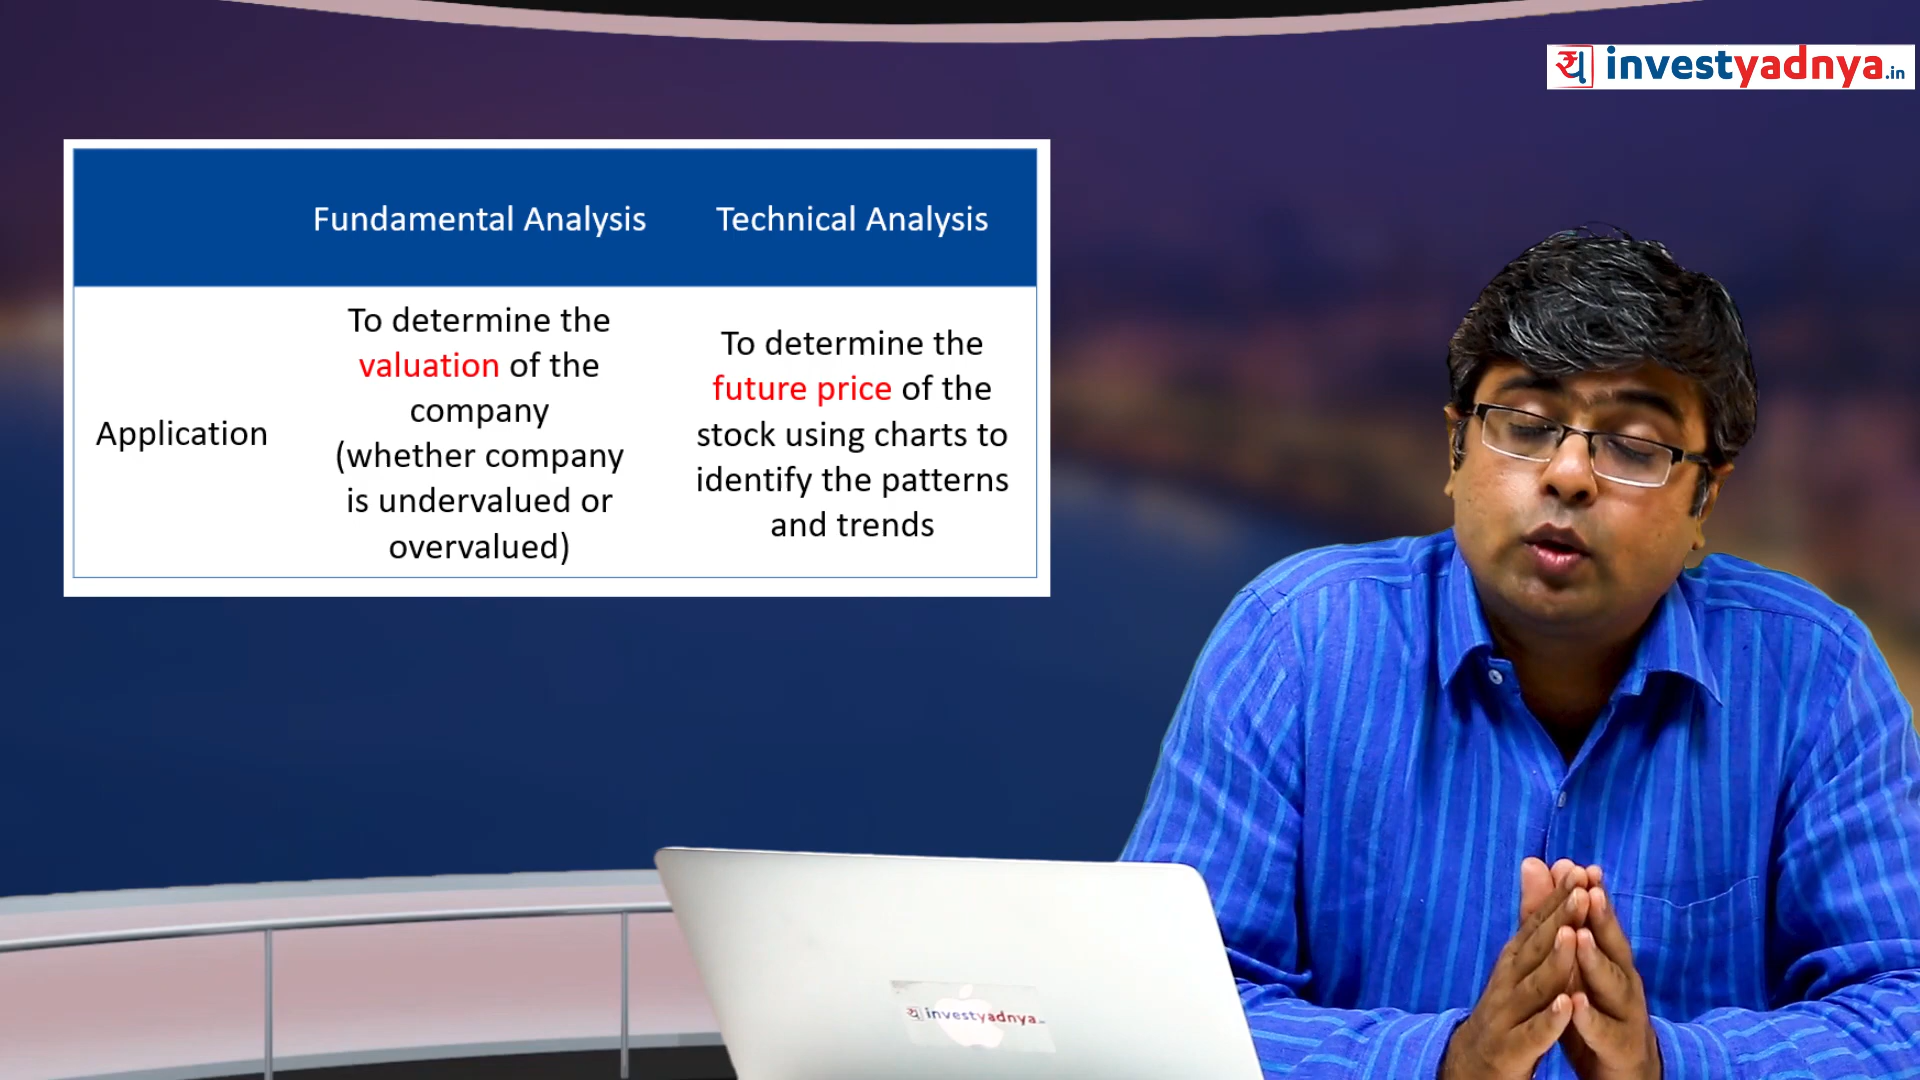 investyadnya.in
Fundamental Analysis
Technical Analysis
Application
To determine the
valuation of the
company
(whether company
is undervalued or
overvalued)
To determine the
future price of the
stock using charts to
identify the patterns
and trends
investyadnya.in